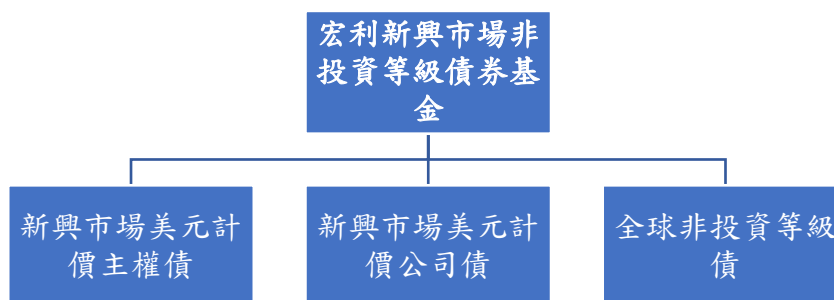 宏利新興市場非
投資等級債券基
金
新興市場美元計
價主權債
新興市場美元計
價公司債
全球非投資等級
債